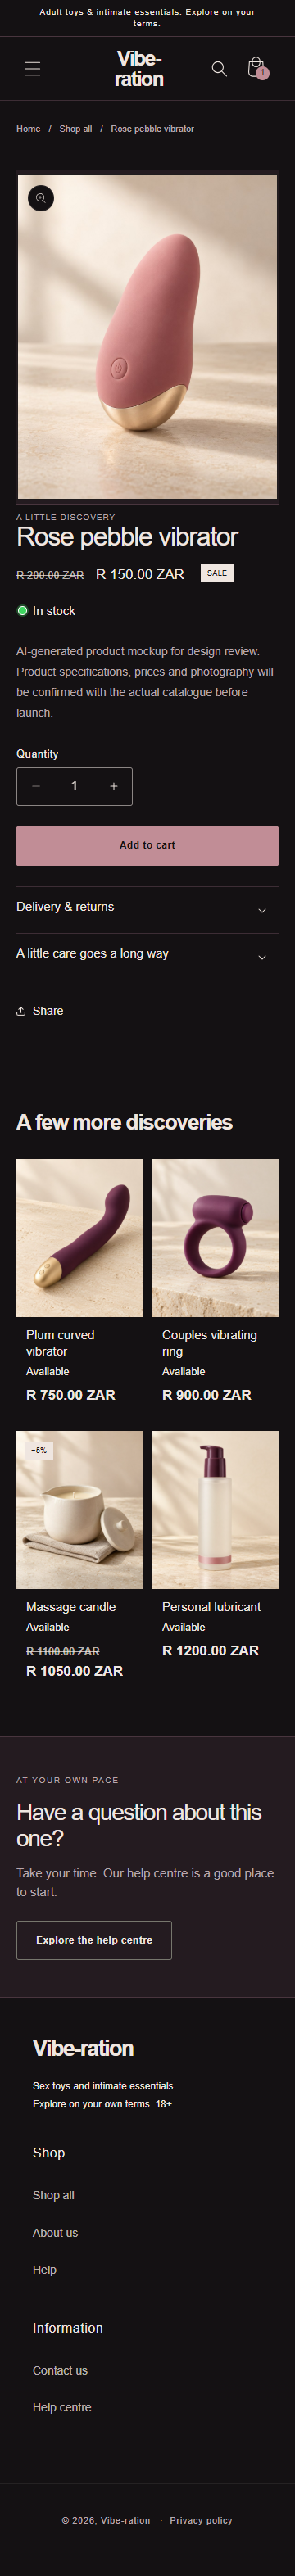 Adult toys & intimate essentials. Explore on your
terms.
Vibe-
ration
1
Home / Shop all / Rose pebble vibrator
A LITTLE DISCOVERY
Rose pebble vibrator
R 200.00 ZAR R 150.00 ZAR SALE
In stock
AI-generated product mockup for design review.
Product specifications, prices and photography will
be confirmed with the actual catalogue before
launch.
Quantity
− 1 +
Add to cart
Delivery & returns
A little care goes a long way
Share
A few more discoveries
Plum curved
vibrator
Available
R 750.00 ZAR
Couples vibrating
ring
Available
R 900.00 ZAR
−5%
Massage candle
Available
R 1100.00 ZAR
R 1050.00 ZAR
Personal lubricant
Available
R 1200.00 ZAR
AT YOUR OWN PACE
Have a question about this
one?
Take your time. Our help centre is a good place
to start.
Explore the help centre
Vibe-ration
Sex toys and intimate essentials.
Explore on your own terms. 18+
Shop
Shop all
About us
Help
Information
Contact us
Help centre
© 2026, Vibe-ration · Privacy policy